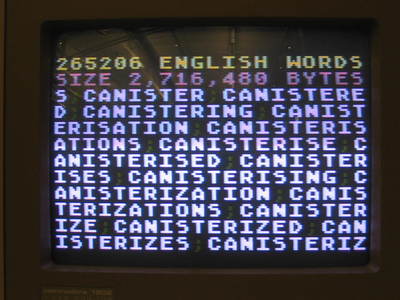 265206 ENGLISH WORDS
SIZE 2,716,480 BYTES
S CANISTER CANISTERE
D CANISTERING CANIST
ERISATION CANISTERIS
ATIONS CANISTERISE C
ANISTERISED CANISTER
ISES CANISTERISING C
ANISTERIZATION CANIS
TERIZATIONS CANISTER
IZE CANISTERIZED CAN
ISTERIZES CANISTERIZ